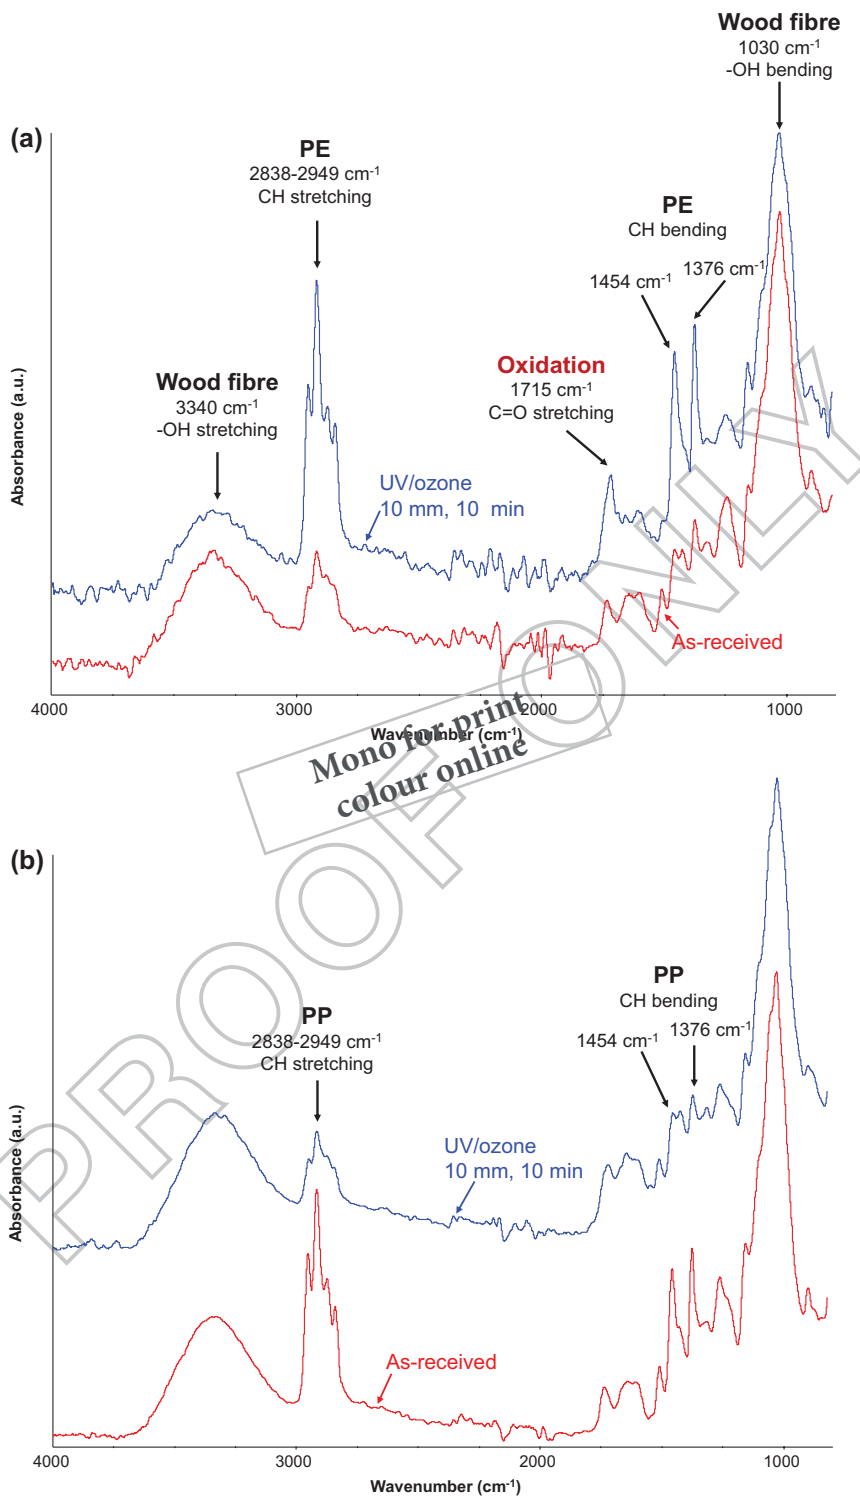 Wood fibre
1030 cm-1
-OH bending
(a)
PE
2838-2949 cm-1
CH stretching
PE
CH bending
1454 cm-1
1376 cm-1
Oxidation
1715 cm-1
C=O stretching
Wood fibre
3340 cm-1
-OH stretching
UV/ozone
10 mm, 10 min
As-received
Absorbance (a.u.)
4000
3000
2000
1000
Wavenumber (cm-1)
Mono for print
colour online
PROOF ONLY
(b)
PP
2838-2949 cm-1
CH stretching
PP
CH bending
1454 cm-1
1376 cm-1
UV/ozone
10 mm, 10 min
As-received
Absorbance (a.u.)
4000
3000
2000
1000
Wavenumber (cm-1)